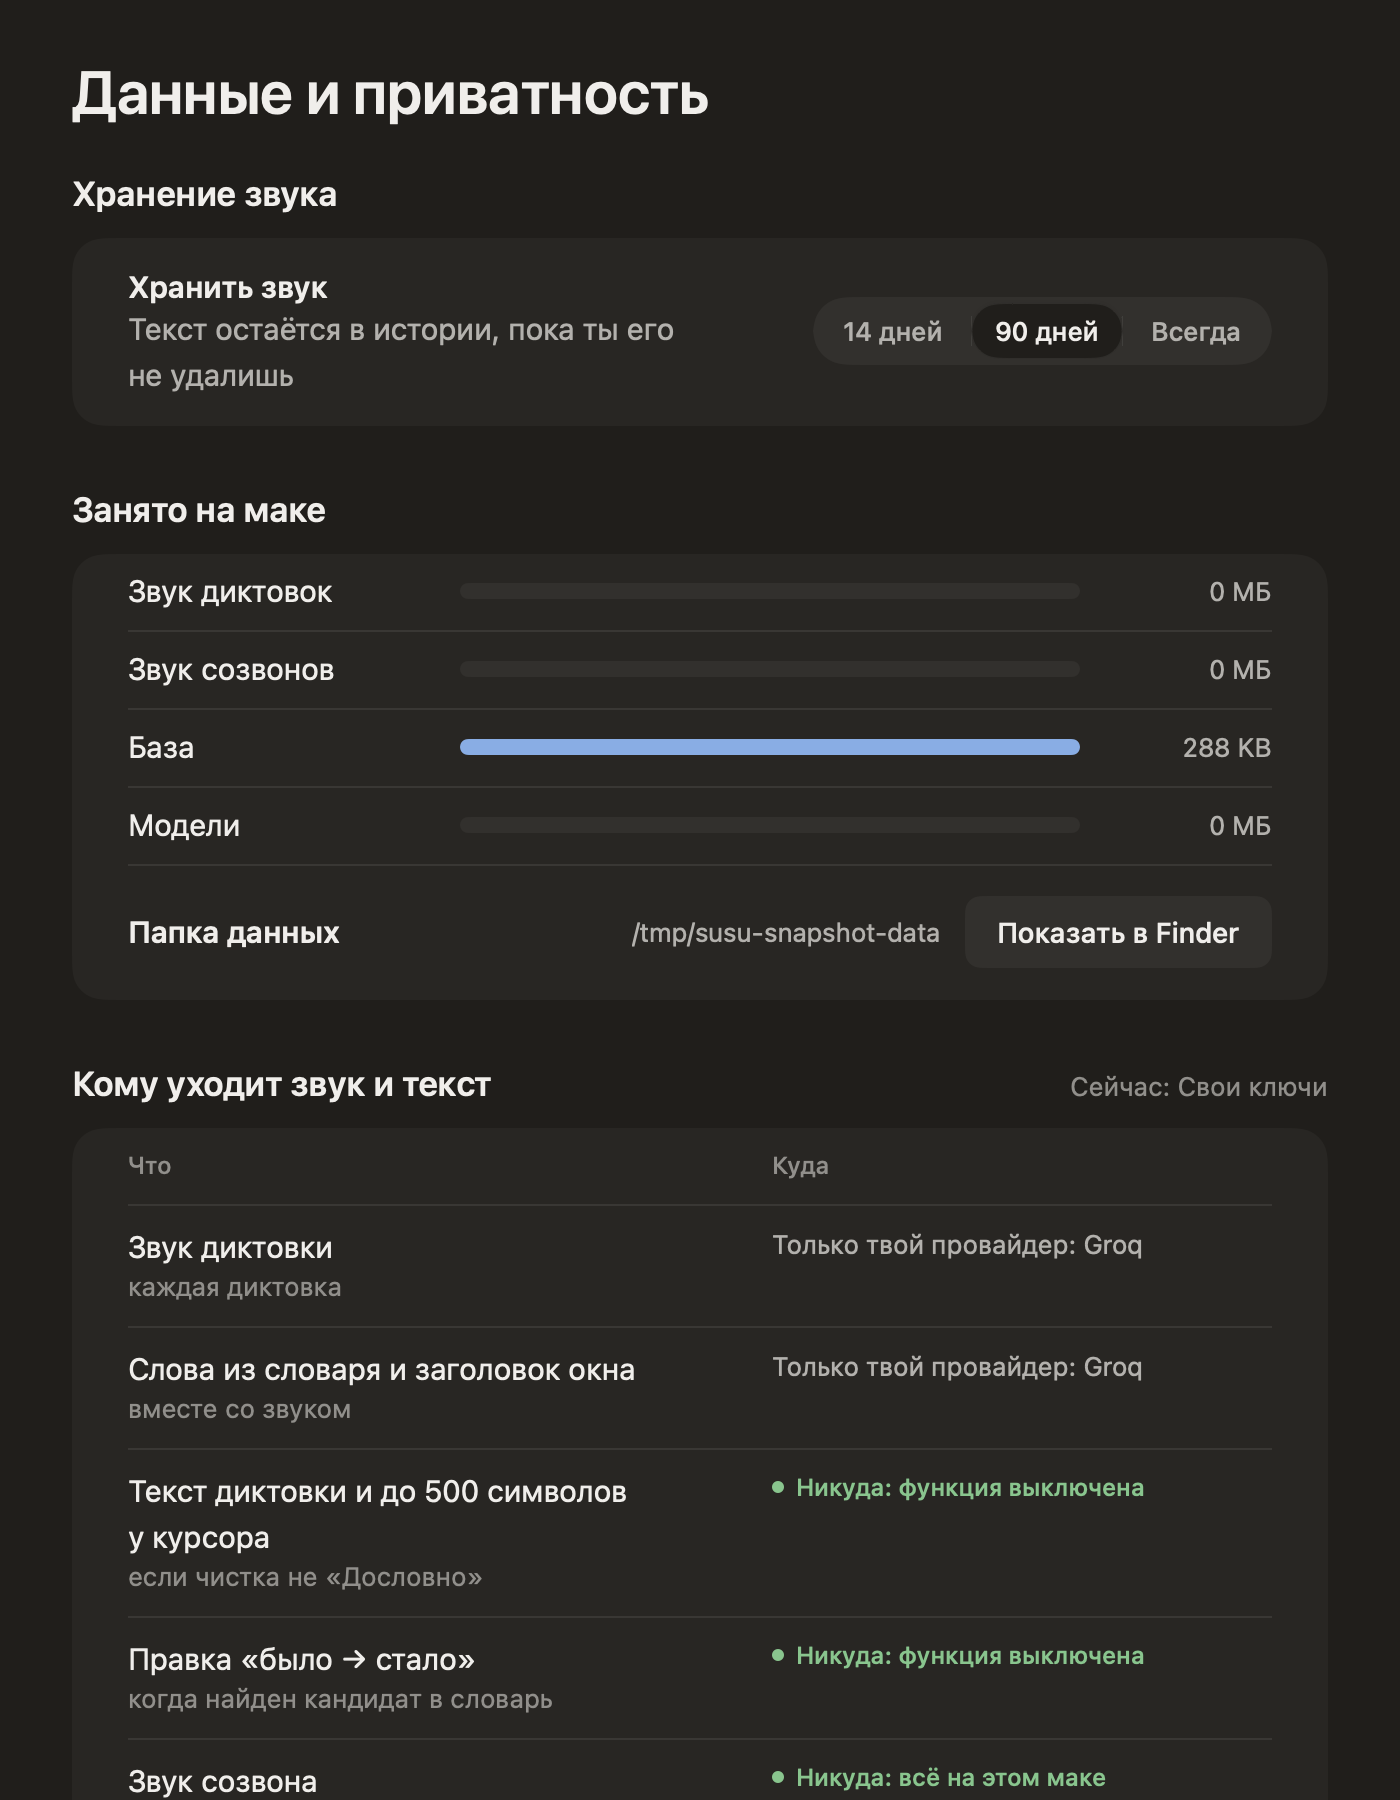 Данные и приватность
Хранение звука
Хранить звук
Текст остаётся в истории, пока ты его
не удалишь
14 дней
90 дней
Всегда
Занято на маке
Звук диктовок
0 МБ
Звук созвонов
0 МБ
База
288 KB
Модели
0 МБ
Папка данных
/tmp/susu-snapshot-data
Показать в Finder
Кому уходит звук и текст
Сейчас: Свои ключи
Что
Куда
Звук диктовки
каждая диктовка
Только твой провайдер: Groq
Слова из словаря и заголовок окна
вместе со звуком
Только твой провайдер: Groq
Текст диктовки и до 500 символов
у курсора
если чистка не «Дословно»
Никуда: функция выключена
Правка «было → стало»
когда найден кандидат в словарь
Никуда: функция выключена
Звук созвона
Никуда: всё на этом маке